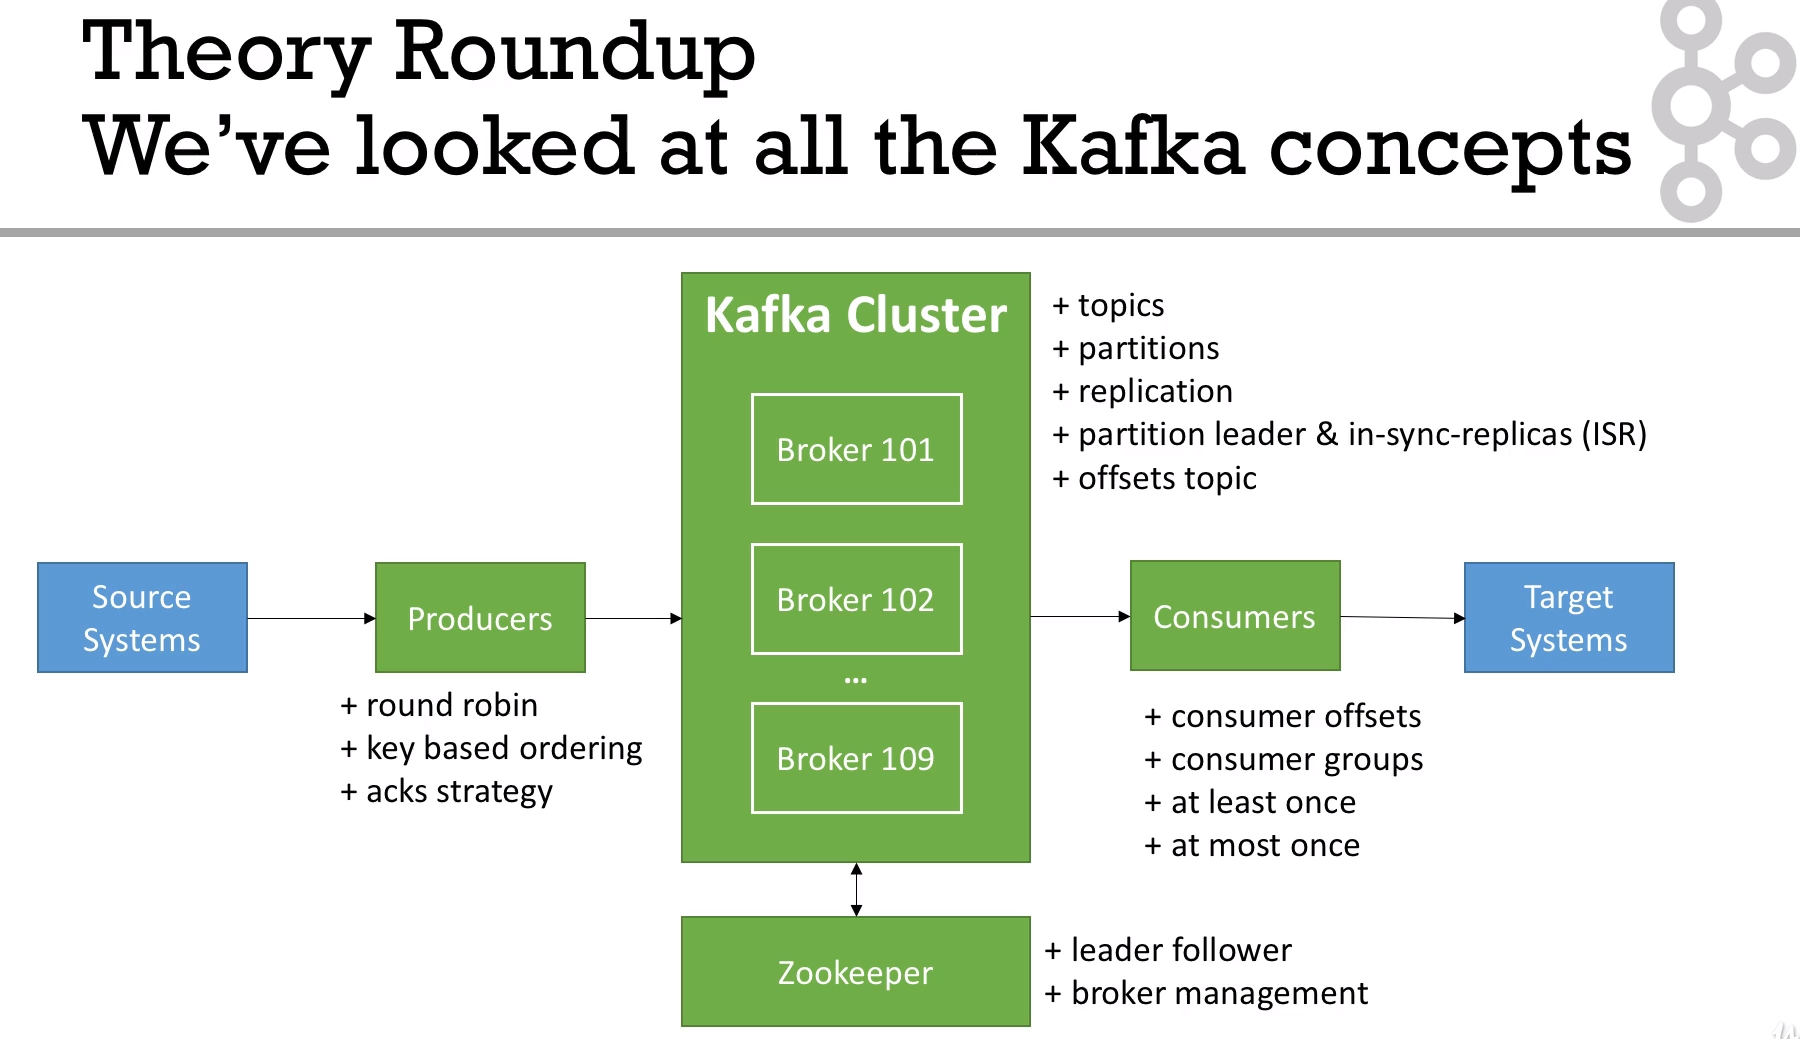 Theory Roundup
We've looked at all the Kafka concepts
Kafka Cluster
+ topics
+ partitions
+ replication
+ partition leader & in-sync-replicas (ISR)
+ offsets topic
Broker 101
Broker 102
...
Broker 109
Source
Systems
Producers
+ round robin
+ key based ordering
+ acks strategy
Consumers
+ consumer offsets
+ consumer groups
+ at least once
+ at most once
Target
Systems
Zookeeper
+ leader follower
+ broker management